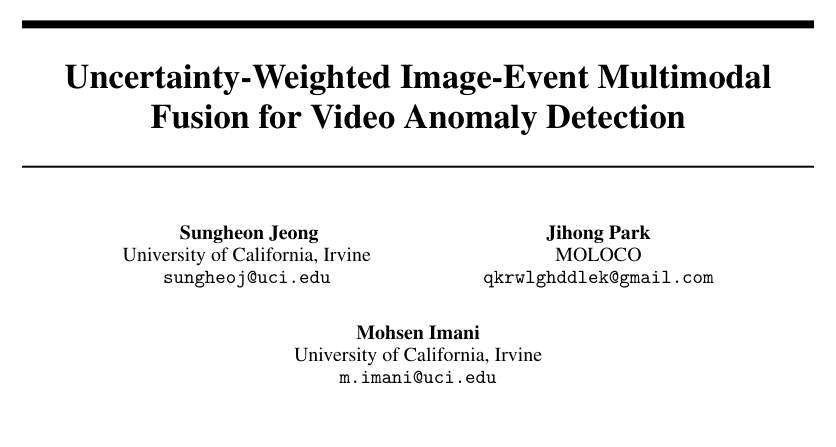 Uncertainty-Weighted Image-Event Multimodal
Fusion for Video Anomaly Detection
Sungheon Jeong
University of California, Irvine
sungheoj@uci.edu
Jihong Park
MOLOCO
qkrwlghddlek@gmail.com
Mohsen Imani
University of California, Irvine
m.imani@uci.edu